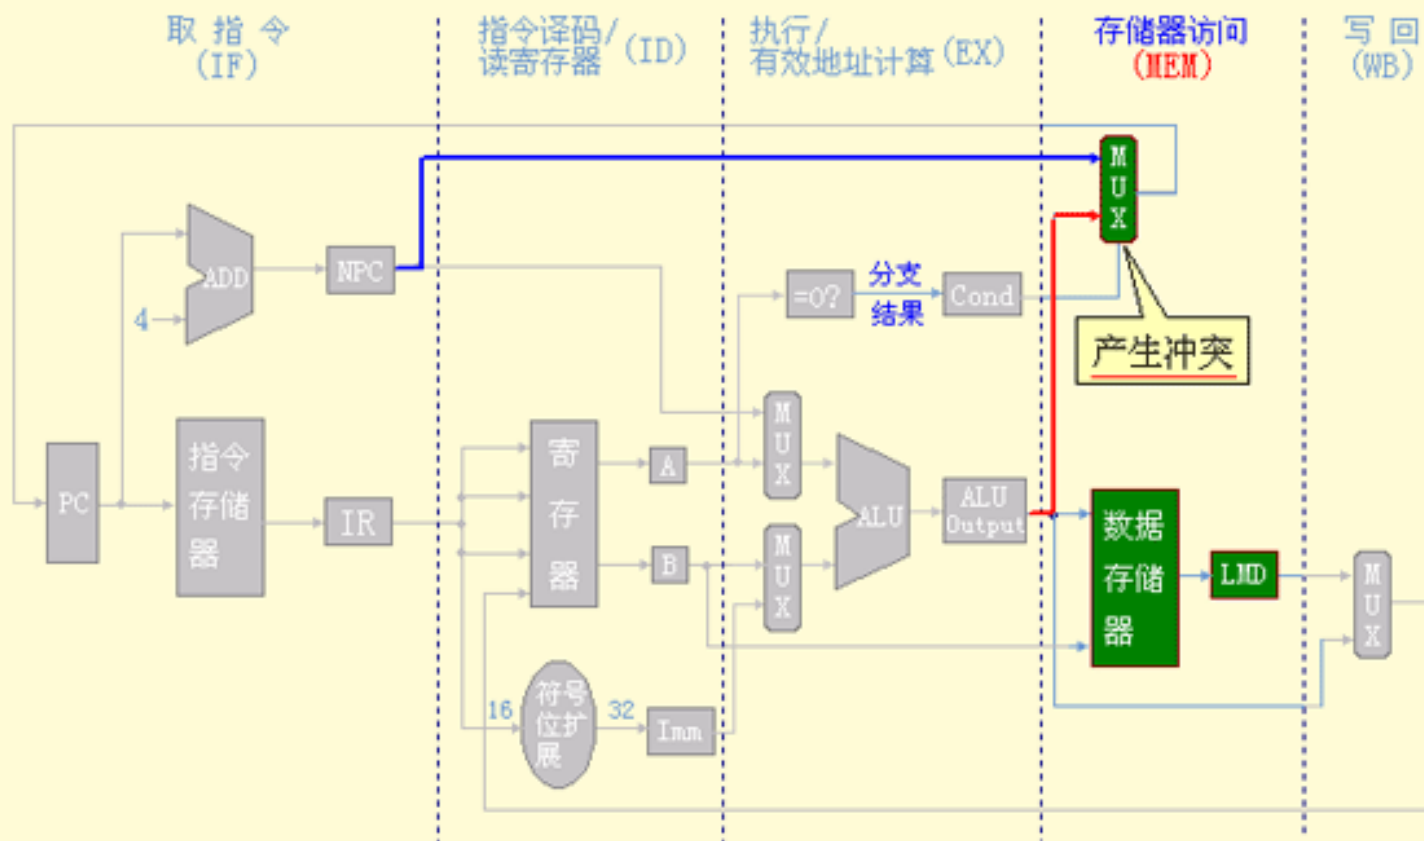 取 指 令
(IF)
指令译码/
读寄存器
(ID)
执行/
有效地址计算
(EX)
存储器访问
(MEM)
写 回
(WB)
M
U
X
ADD
NPC
4
=0?
分支
结果
Cond
产生冲突
PC
指令
存储
器
IR
寄
存
器
A
B
M
U
X
M
U
X
ALU
ALU
Output
数据
存储
器
LMD
M
U
X
16
符号
位扩
展
32
Imm